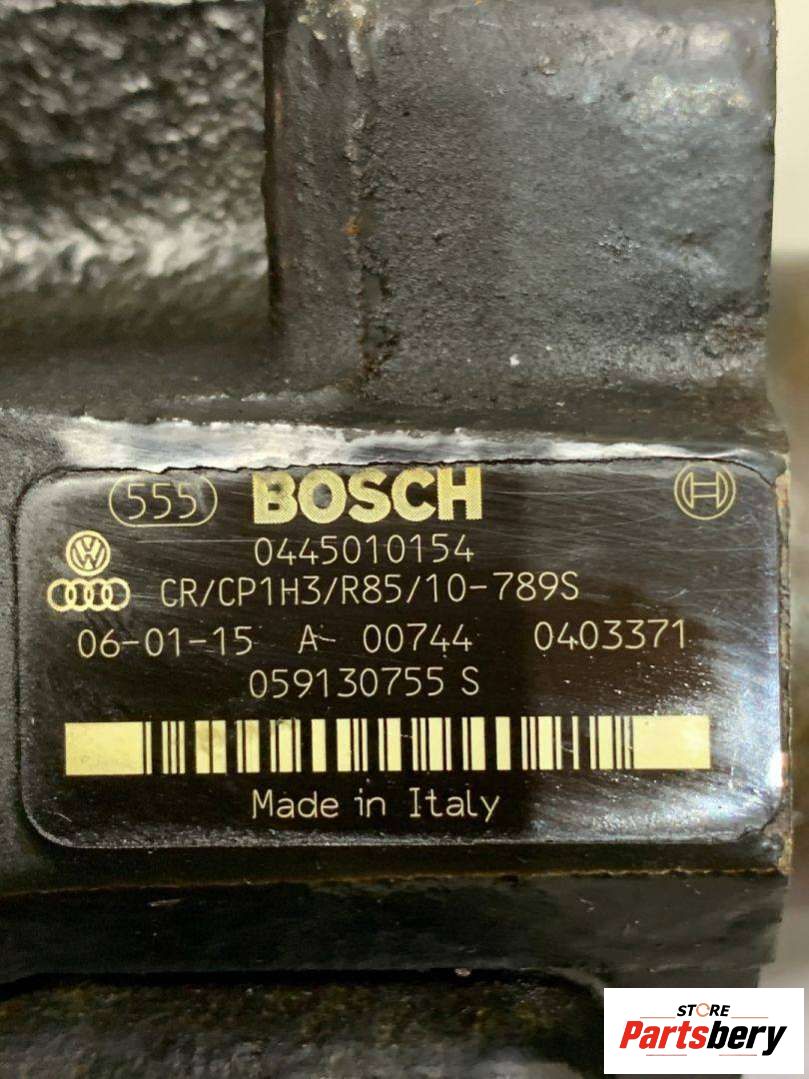 555 BOSCH
0445010154
CR/CP1H3/R85/10-789S
06-01-15 A 00744 0403371
059130755 S
Made in Italy
STORE
Partsbery